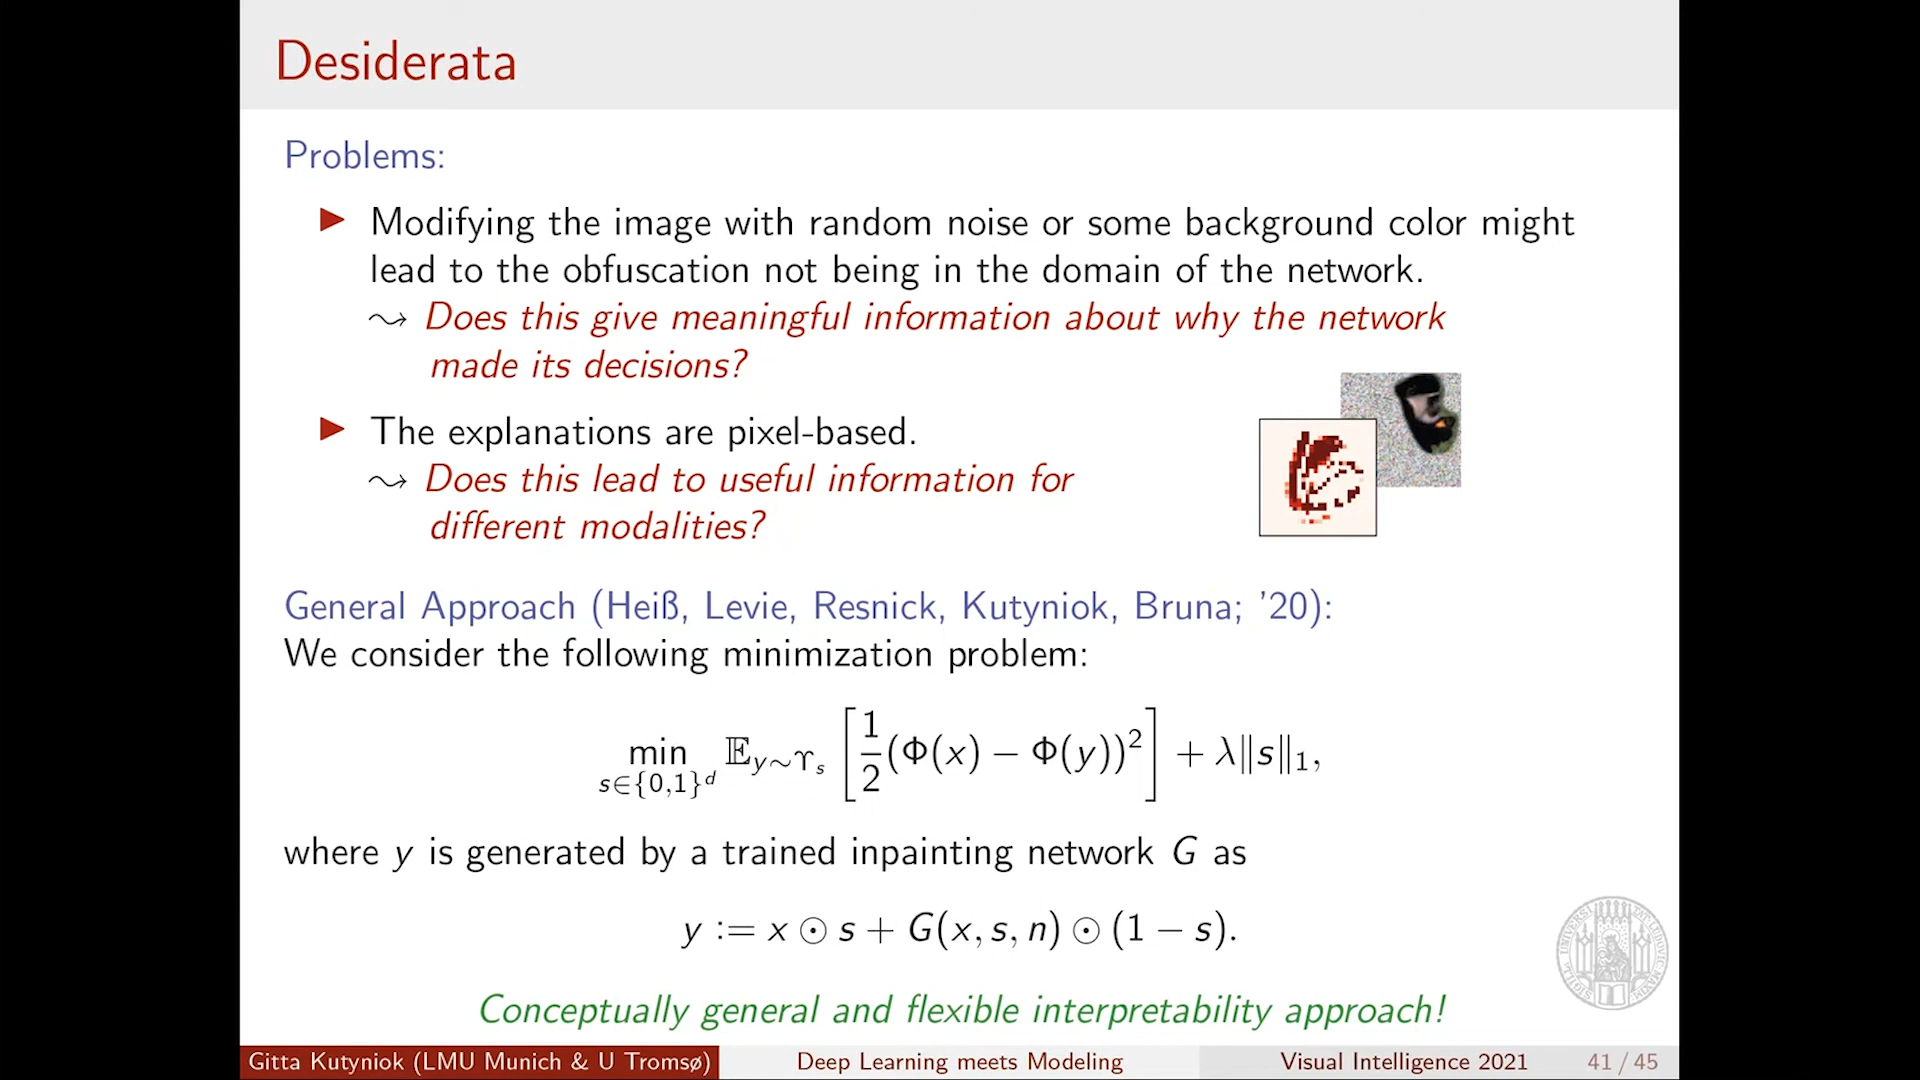 Desiderata
Problems:
▶ Modifying the image with random noise or some background color might
lead to the obfuscation not being in the domain of the network.
⇝ Does this give meaningful information about why the network
made its decisions?
▶ The explanations are pixel-based.
⇝ Does this lead to useful information for
different modalities?
General Approach (Heiß, Levie, Resnick, Kutyniok, Bruna; ’20):
We consider the following minimization problem:
min_{s∈{0,1}^d} 𝔼_{y∼ϒ_s} [1/2 (Φ(x) − Φ(y))²] + λ‖s‖₁,
where y is generated by a trained inpainting network G as
y := x ⊙ s + G(x, s, n) ⊙ (1 − s).
Conceptually general and flexible interpretability approach!
Gitta Kutyniok (LMU Munich & U Tromsø) Deep Learning meets Modeling Visual Intelligence 2021 41 / 45